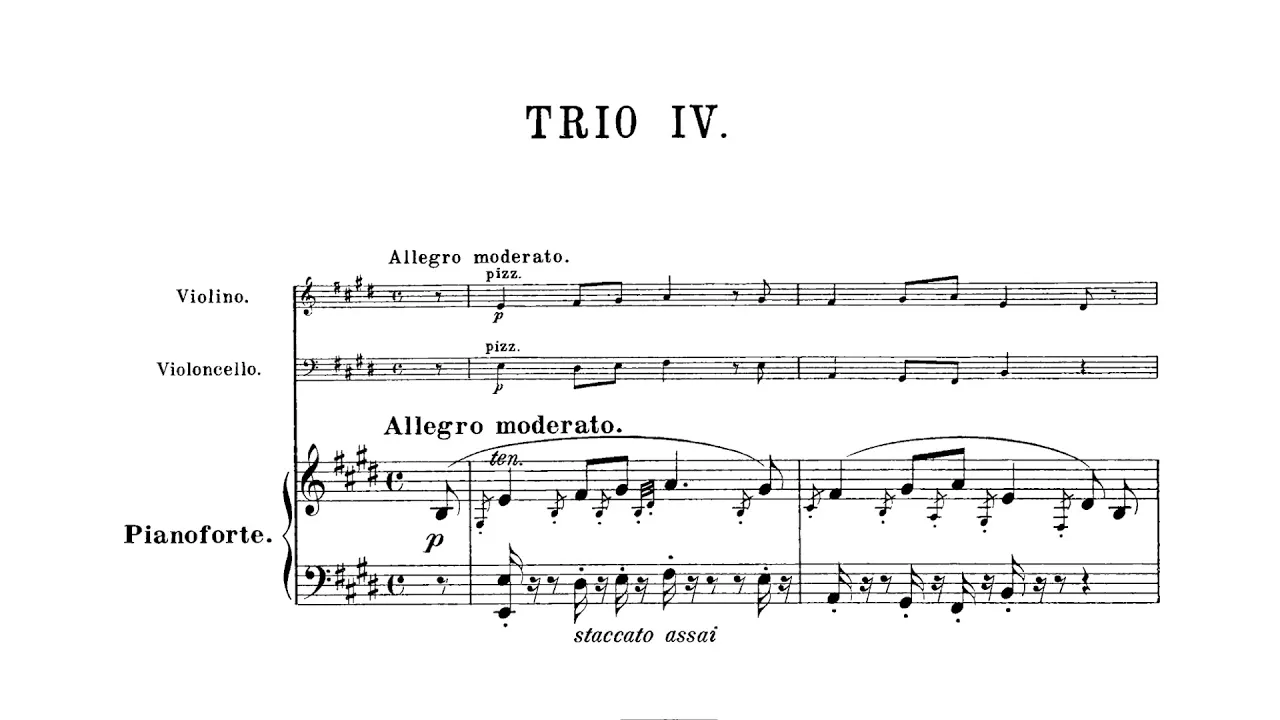 TRIO IV.
Allegro moderato.
pizz.
Violino.
p
pizz.
Violoncello.
p
Allegro moderato.
ten.
Pianoforte.
p
staccato assai